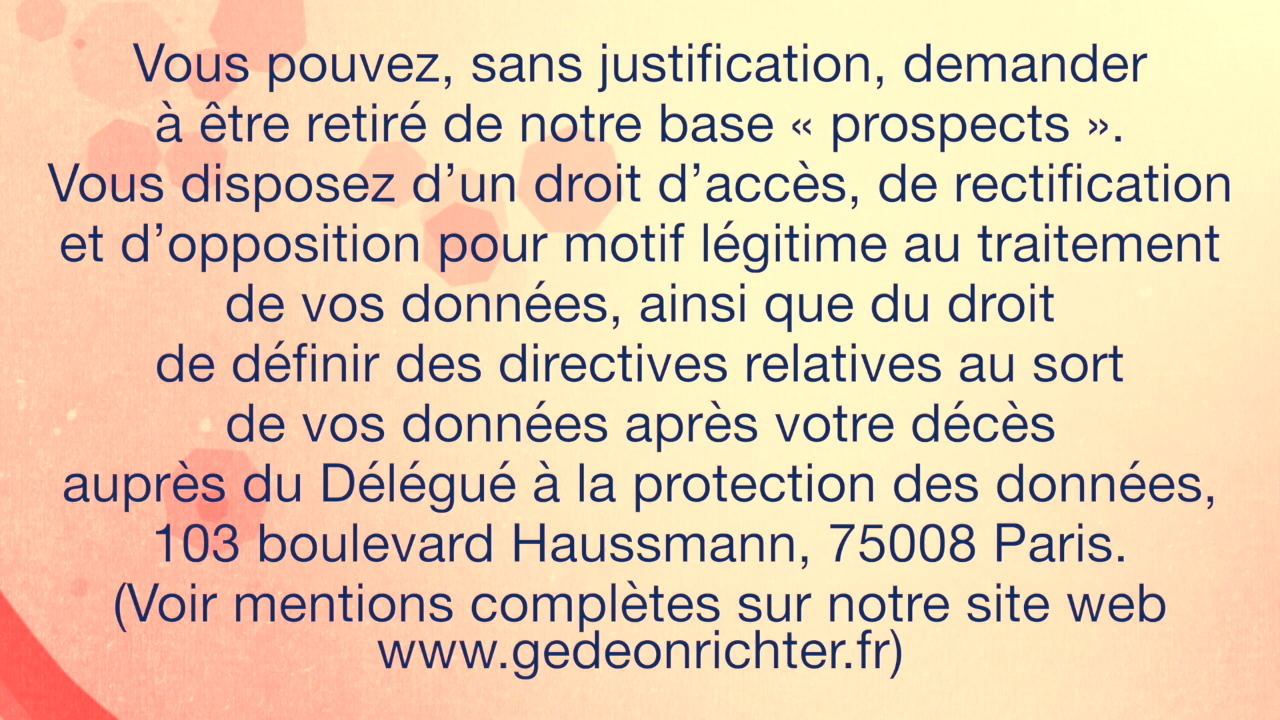 Vous pouvez, sans justification, demander
à être retiré de notre base « prospects ».
Vous disposez d’un droit d’accès, de rectification
et d’opposition pour motif légitime au traitement
de vos données, ainsi que du droit
de définir des directives relatives au sort
de vos données après votre décès
auprès du Délégué à la protection des données,
103 boulevard Haussmann, 75008 Paris.
(Voir mentions complètes sur notre site web
www.gedeonrichter.fr)